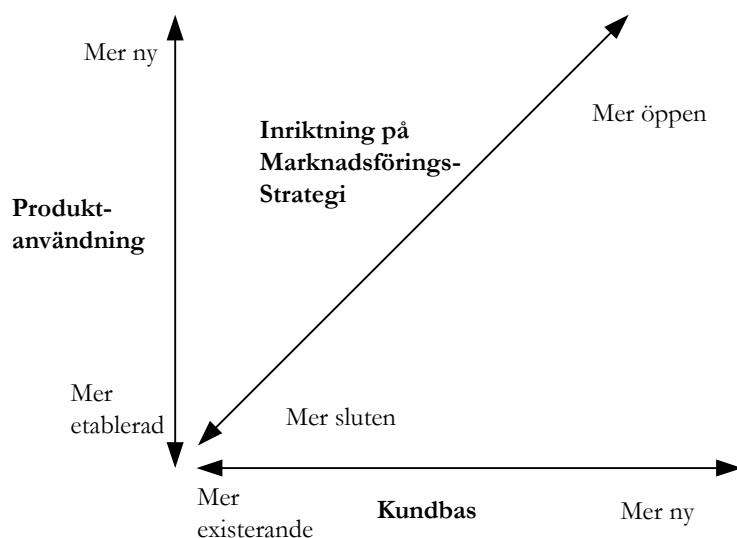 Mer ny
Mer öppen
Inriktning på
Marknadsförings-
Strategi
Produkt-
användning
Mer
etablerad
Mer sluten
Mer
existerande
Kundbas
Mer ny